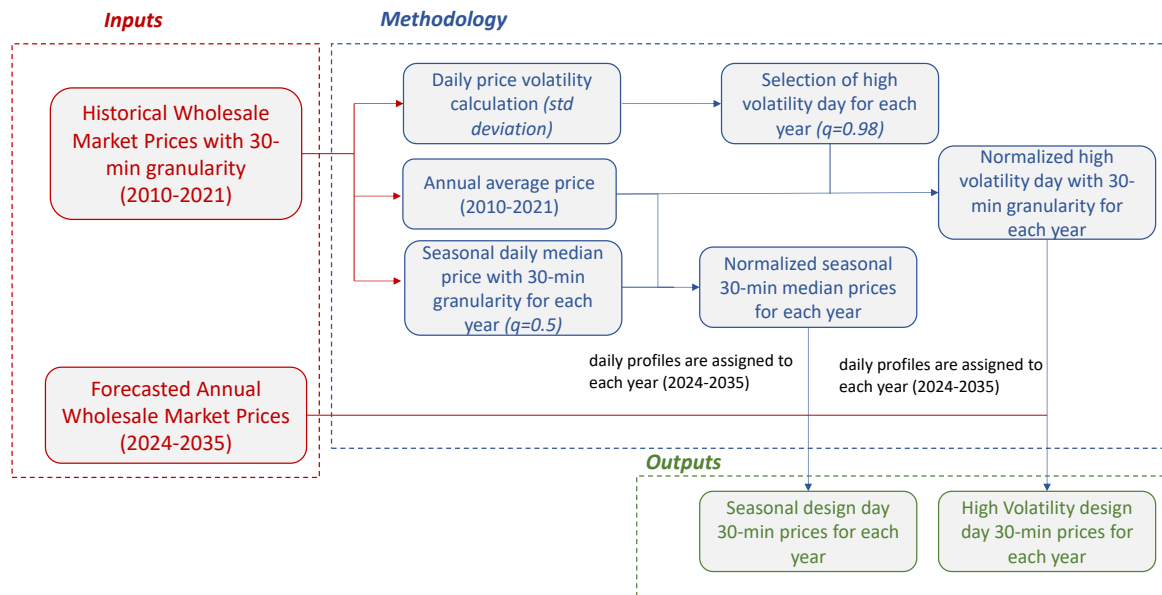 Inputs
Methodology
Historical Wholesale
Market Prices with 30-
min granularity
(2010-2021)
Daily price volatility
calculation (std
deviation)
Selection of high
volatility day for each
year (q=0.98)
Annual average price
(2010-2021)
Normalized high
volatility day with 30-
min granularity for
each year
Seasonal daily median
price with 30-min
granularity for each
year (q=0.5)
Normalized seasonal
30-min median prices
for each year
daily profiles are assigned to
each year (2024-2035)
daily profiles are assigned to
each year (2024-2035)
Forecasted Annual
Wholesale Market Prices
(2024-2035)
Outputs
Seasonal design day
30-min prices for each
year
High Volatility design
day 30-min prices for
each year